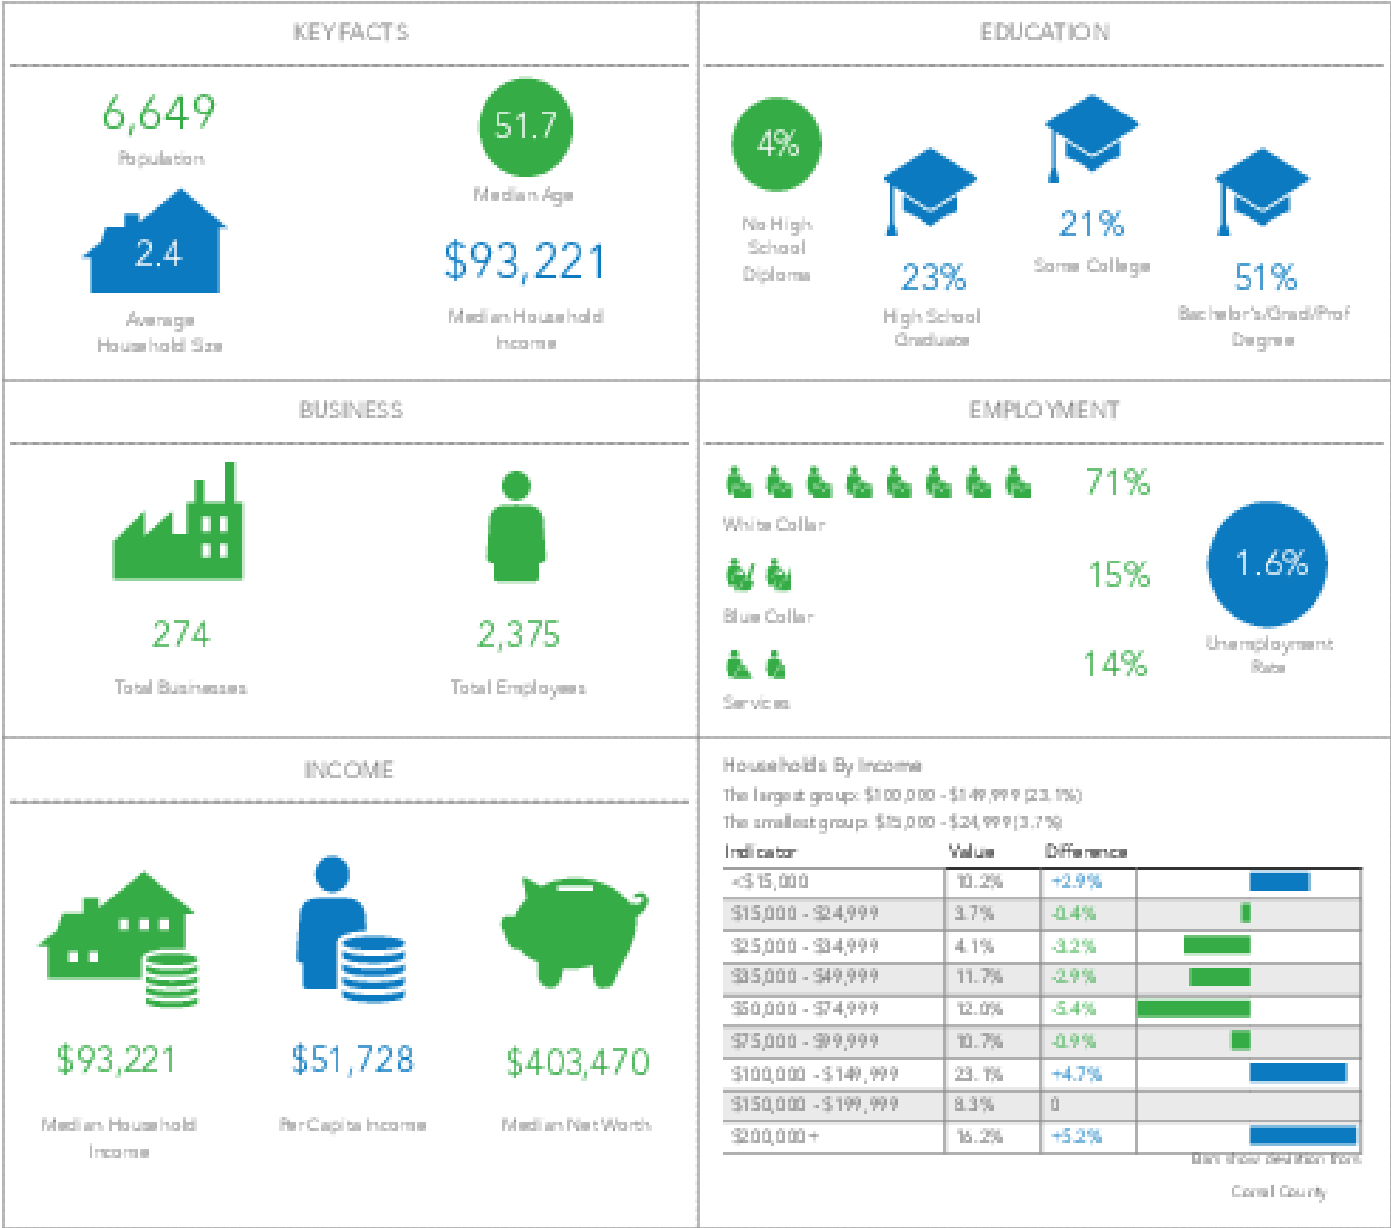 KEY FACTS
6,649
Population
51.7
Median Age
2.4
Average
Household Size
$93,221
Median Household
Income
EDUCATION
4%
No High
School
Diploma
23%
High School
Graduate
21%
Some College
51%
Bachelor's/Grad/Prof
Degree
BUSINESS
274
Total Businesses
2,375
Total Employees
EMPLOYMENT
71%
White Collar
15%
Blue Collar
14%
Services
1.6%
Unemployment
Rate
INCOME
$93,221
Median Household
Income
$51,728
Per Capita Income
$403,470
Median Net Worth
Households By Income
The largest group: $100,000 - $149,999 (23.1%)
The smallest group: $15,000 - $24,999 (3.7%)
Indicator Value Difference
<$15,000 10.2% +2.9%
$15,000 - $24,999 3.7% -0.4%
$25,000 - $34,999 4.1% -3.2%
$35,000 - $49,999 11.7% -2.9%
$50,000 - $74,999 12.0% -5.4%
$75,000 - $99,999 10.7% -0.9%
$100,000 - $149,999 23.1% +4.7%
$150,000 - $199,999 8.3% 0
$200,000+ 16.2% +5.2%
Bars show deviation from
County